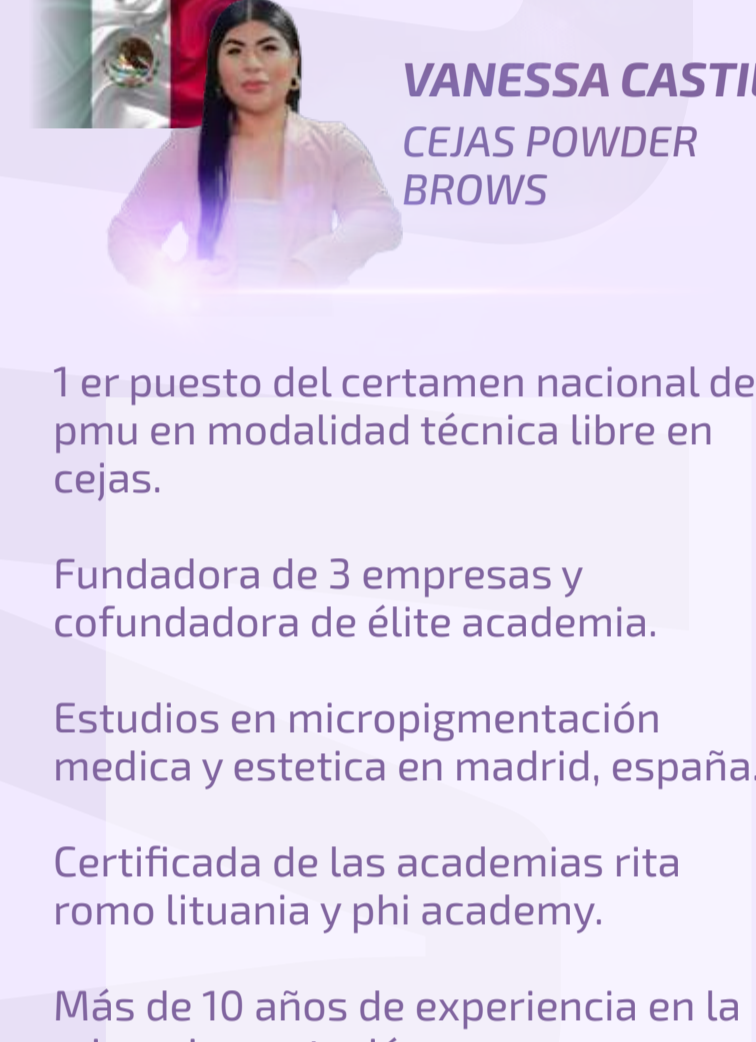 VANESSA
CEJAS POWDER
BROWS
1 er puesto del certamen nacional de
pmu en modalidad técnica libre en
cejas.
Fundadora de 3 empresas y
cofundadora de élite academia.
Estudios en micropigmentación
medica y estetica en madrid, españa.
Certificada de las academias rita
romo lituania y phi academy.
Más de 10 años de experiencia en la